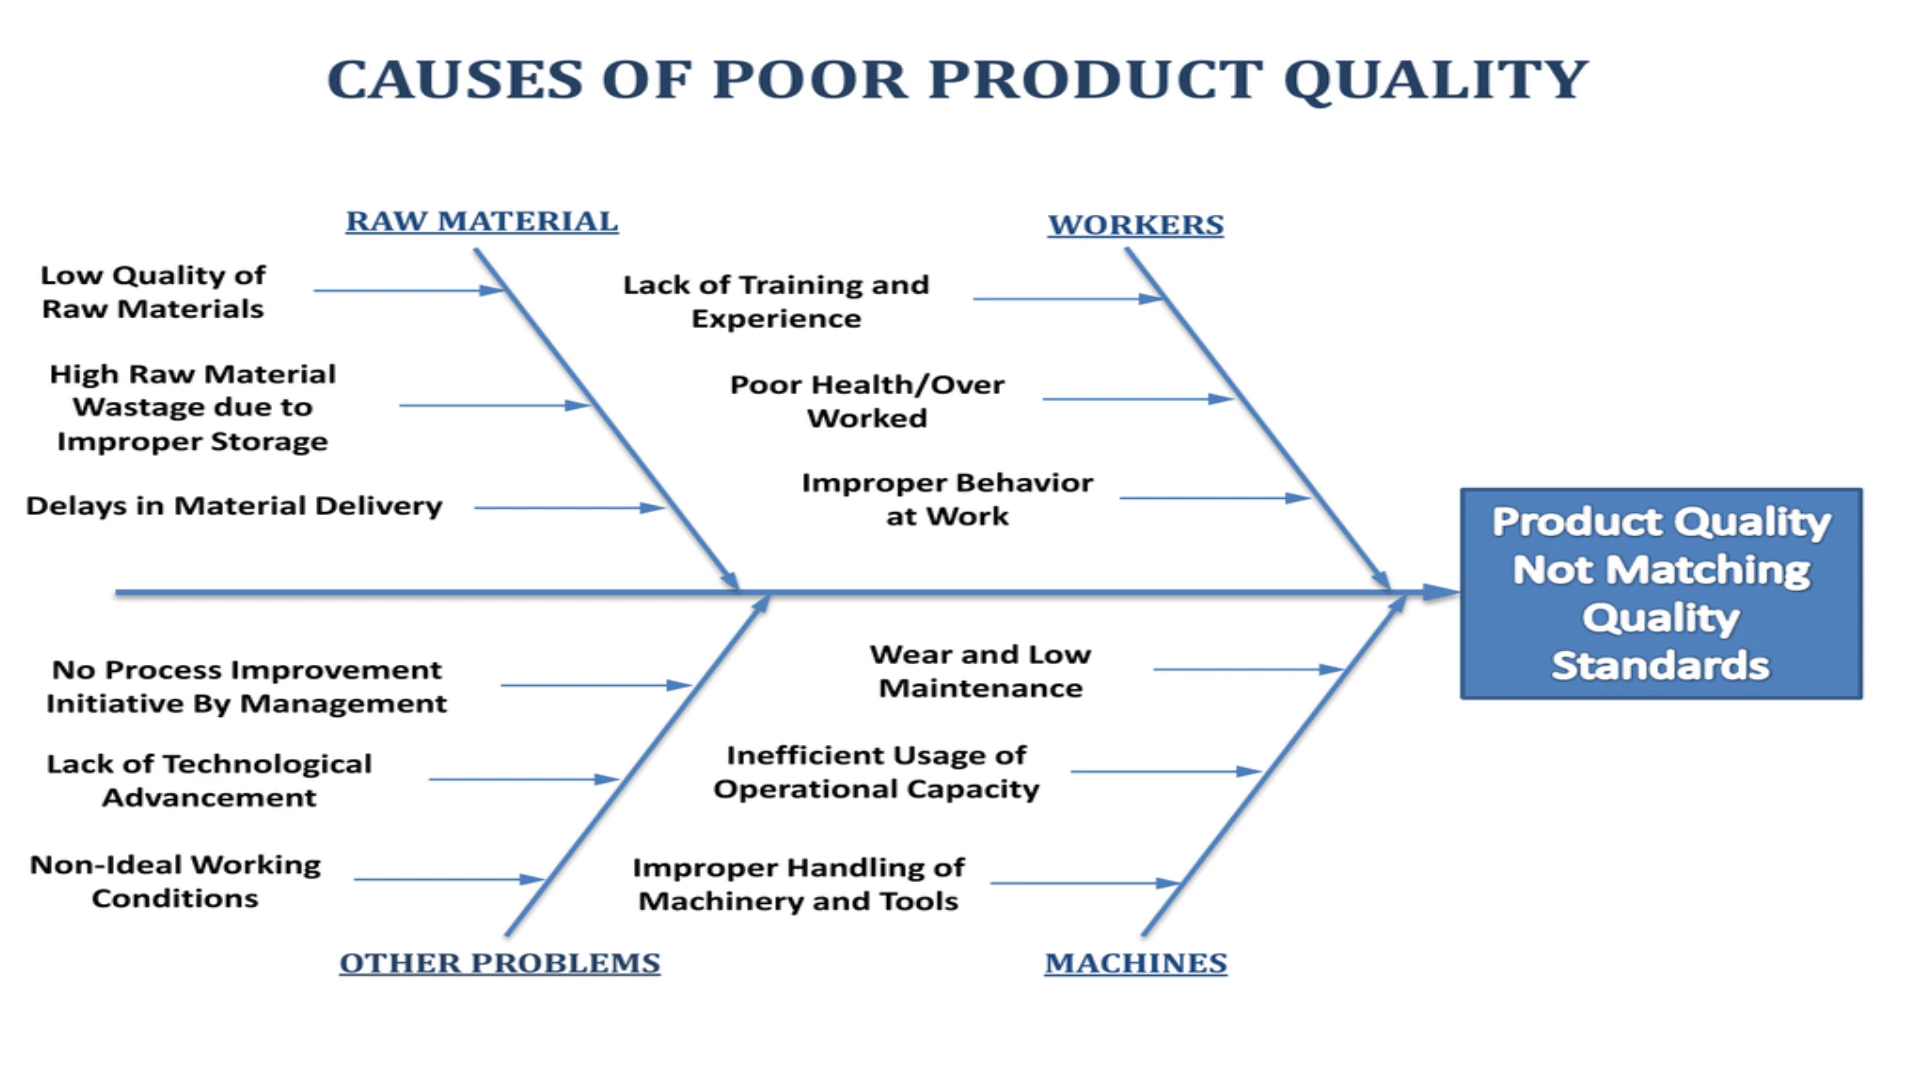 CAUSES OF POOR PRODUCT QUALITY
RAW MATERIAL
Low Quality of
Raw Materials
High Raw Material
Wastage due to
Improper Storage
Delays in Material Delivery
WORKERS
Lack of Training and
Experience
Poor Health/Over
Worked
Improper Behavior
at Work
Product Quality
Not Matching
Quality
Standards
No Process Improvement
Initiative By Management
Lack of Technological
Advancement
Non-Ideal Working
Conditions
OTHER PROBLEMS
Wear and Low
Maintenance
Inefficient Usage of
Operational Capacity
Improper Handling of
Machinery and Tools
MACHINES